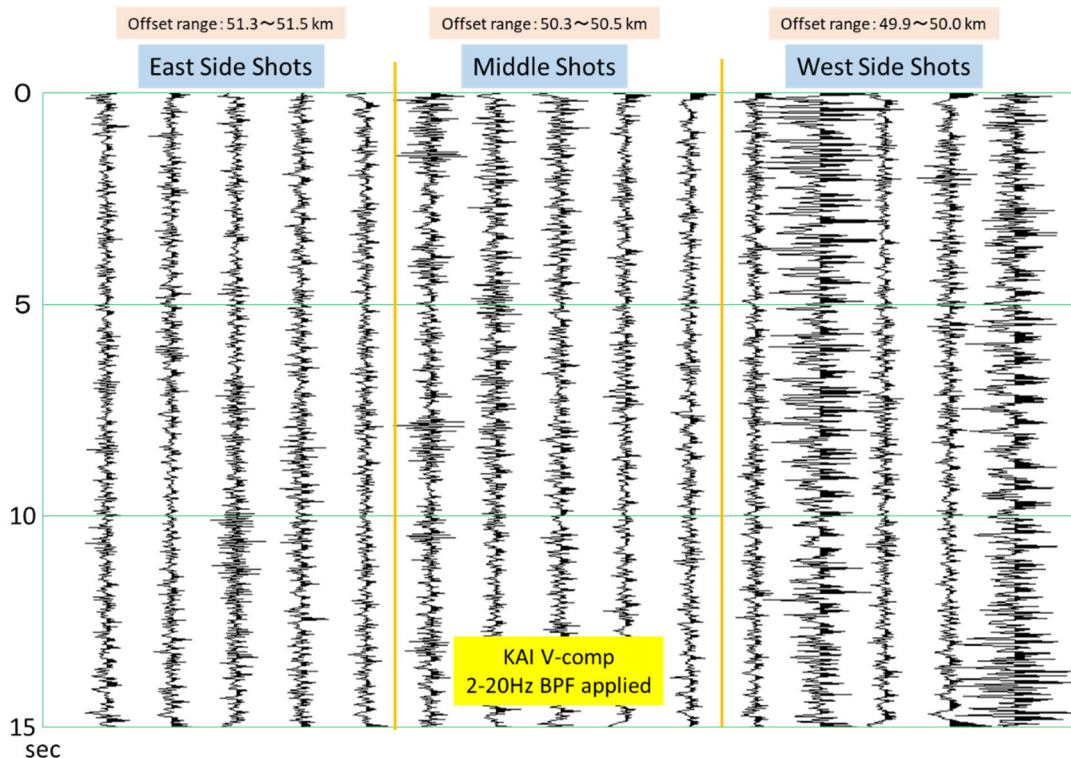 Offset range：51.3～51.5 km
Offset range：50.3～50.5 km
Offset range：49.9～50.0 km
East Side Shots
Middle Shots
West Side Shots
0
5
10
15
sec
KAI V-comp
2-20Hz BPF applied